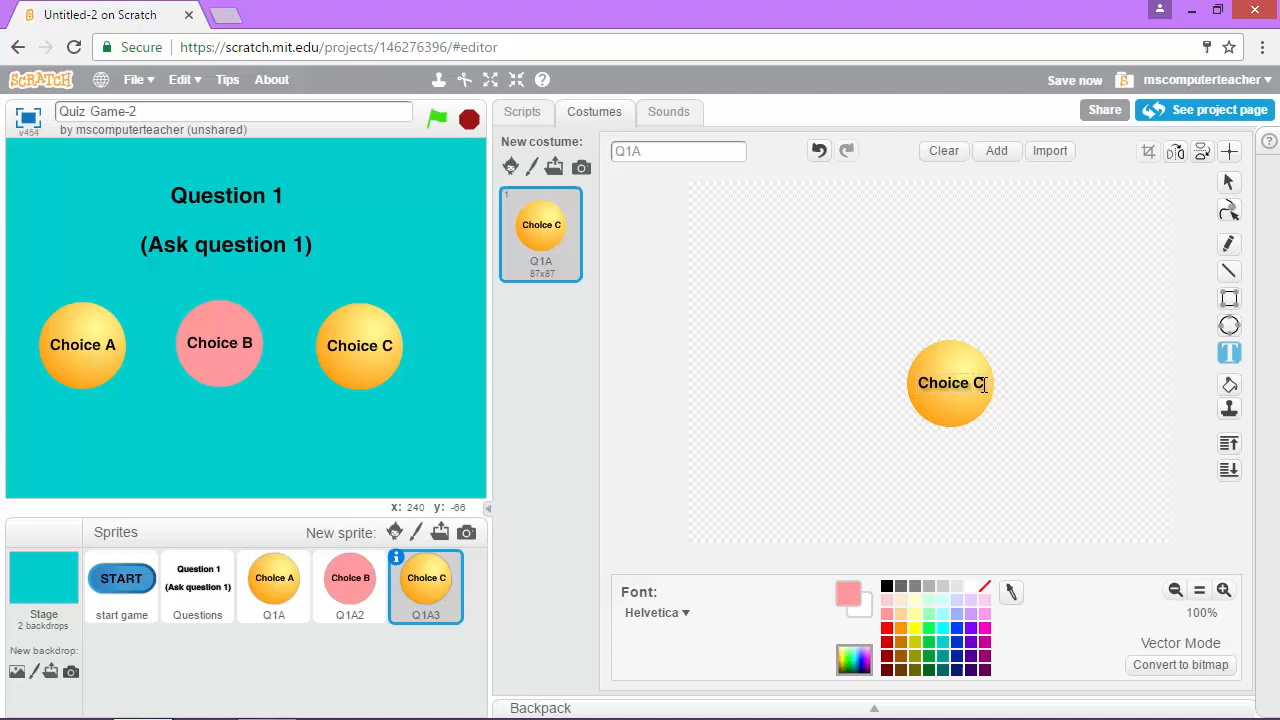 Untitled-2 on Scratch
Secure
https://scratch.mit.edu/projects/146276396/#editor
SCRATCH
File
Edit
Tips
About
Save now
mscomputerteacher
v454
Quiz Game-2
by mscomputerteacher (unshared)
Scripts
Costumes
Sounds
Share
See project page
New costume:
Q1A
Clear
Add
Import
1
Choice C
Q1A
87x87
Question 1
(Ask question 1)
Choice A
Choice B
Choice C
Choice C
T
x: 240 y: -66
Sprites
New sprite:
Stage
2 backdrops
New backdrop:
START
start game
Question 1
(Ask question 1)
Questions
Choice A
Q1A
Choice B
Q1A2
Choice C
Q1A3
Font:
Helvetica
100%
Vector Mode
Convert to bitmap
Backpack